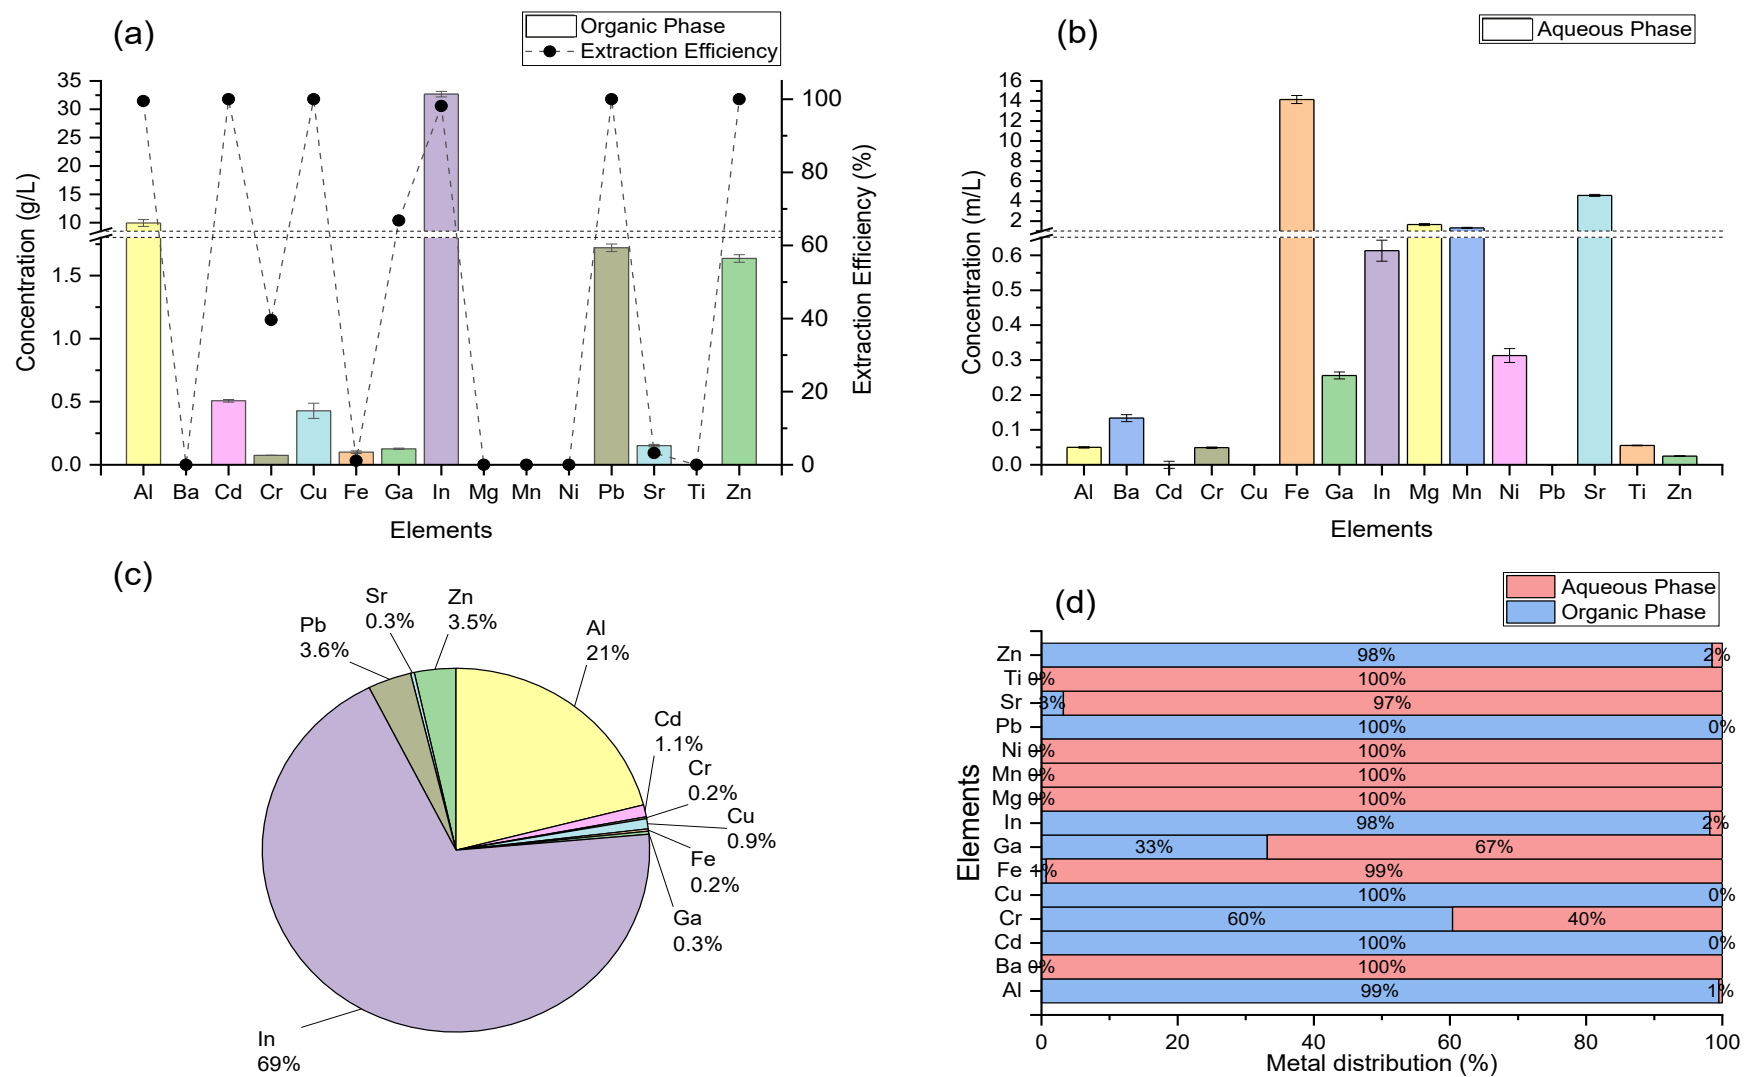 (a)
Organic Phase
Extraction Efficiency
35
30
25
20
15
10
1.5
1.0
0.5
0.0
Concentration (g/L)
100
80
60
40
20
0
Extraction Efficiency (%)
Al Ba Cd Cr Cu Fe Ga In Mg Mn Ni Pb Sr Ti Zn
Elements
(b)
Aqueous Phase
16
14
12
10
8
6
4
2
0.6
0.5
0.4
0.3
0.2
0.1
0.0
Concentration (m/L)
Al Ba Cd Cr Cu Fe Ga In Mg Mn Ni Pb Sr Ti Zn
Elements
(c)
Al
21%
Cd
1.1%
Cr
0.2%
Cu
0.9%
Fe
0.2%
Ga
0.3%
In
69%
Pb
3.6%
Sr
0.3%
Zn
3.5%
(d)
Aqueous Phase
Organic Phase
Elements
Zn 98% 2%
Ti 0% 100%
Sr 3% 97%
Pb 100% 0%
Ni 0% 100%
Mn 0% 100%
Mg 0% 100%
In 98% 2%
Ga 33% 67%
Fe 1% 99%
Cu 100% 0%
Cr 60% 40%
Cd 100% 0%
Ba 0% 100%
Al 99% 1%
0 20 40 60 80 100
Metal distribution (%)